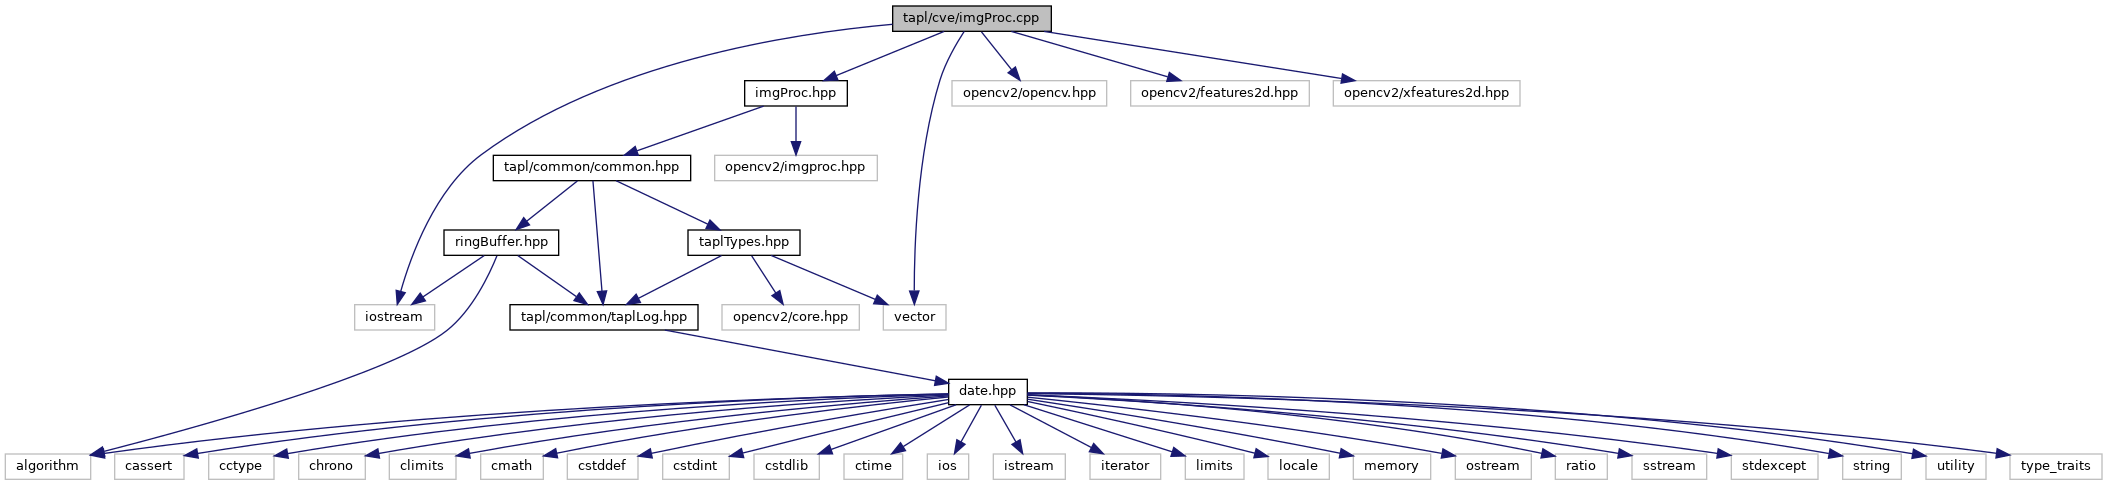 tapl/cve/imgProc.cpp
imgProc.hpp
opencv2/opencv.hpp
opencv2/features2d.hpp
opencv2/xfeatures2d.hpp
tapl/common/common.hpp
opencv2/imgproc.hpp
ringBuffer.hpp
taplTypes.hpp
iostream
tapl/common/taplLog.hpp
opencv2/core.hpp
vector
date.hpp
algorithm
cassert
cctype
chrono
climits
cmath
cstddef
cstdint
cstdlib
ctime
ios
istream
iterator
limits
locale
memory
ostream
ratio
sstream
stdexcept
string
utility
type_traits